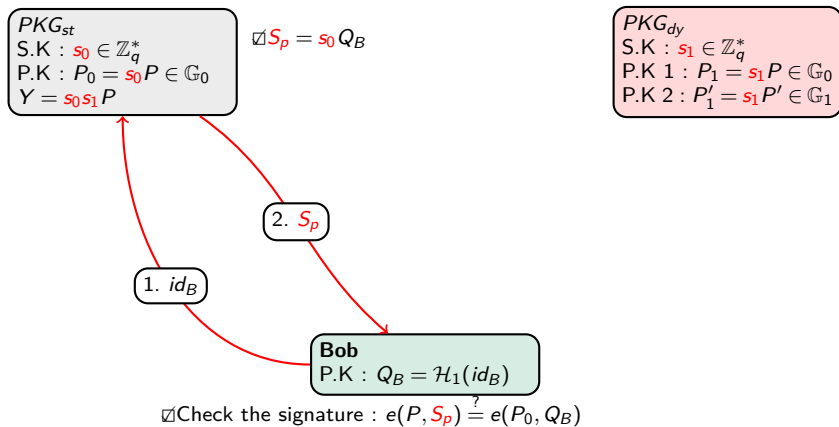 PKG_st
S.K : s_0 ∈ ℤ_q^*
P.K : P_0 = s_0P ∈ 𝔾_0
Y = s_0s_1P
☑S_p = s_0Q_B
PKG_dy
S.K : s_1 ∈ ℤ_q^*
P.K 1 : P_1 = s_1P ∈ 𝔾_0
P.K 2 : P'_1 = s_1P' ∈ 𝔾_1
2. S_p
1. id_B
Bob
P.K : Q_B = ℋ_1(id_B)
☑Check the signature : e(P, S_p) ≟ e(P_0, Q_B)